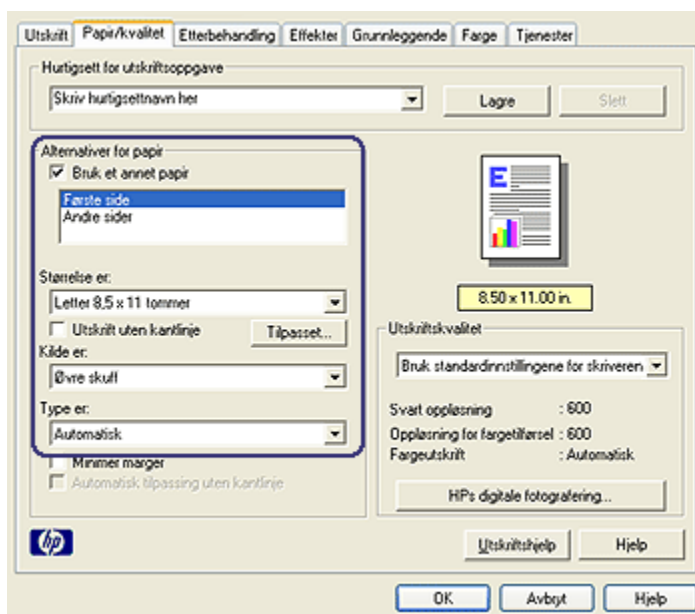 Utskrift Papir/kvalitet Etterbehandling Effekter Grunnleggende Farge Tjenester
Hurtigsett for utskriftsoppgave
Skriv hurtigsettnavn her Lagre Slett
Alternativer for papir
Bruk et annet papir
Første side
Andre sider
E
Størrelse er:
Letter 8,5 x 11 tommer
8.50 x 11.00 in.
Utskrift uten kantlinje Tilpasset...
Kilde er:
Øvre skuff
Type er:
Automatisk
Minimer marger
Automatisk tilpassing uten kantlinje
Utskriftskvalitet
Bruk standardinnstillingene for skriveren
Svart oppløsning : 600
Oppløsning for fargetilførsel : 600
Fargeutskrift : Automatisk
HPs digitale fotografering...
hp
Utskriftshjelp Hjelp
OK Avbryt Hjelp